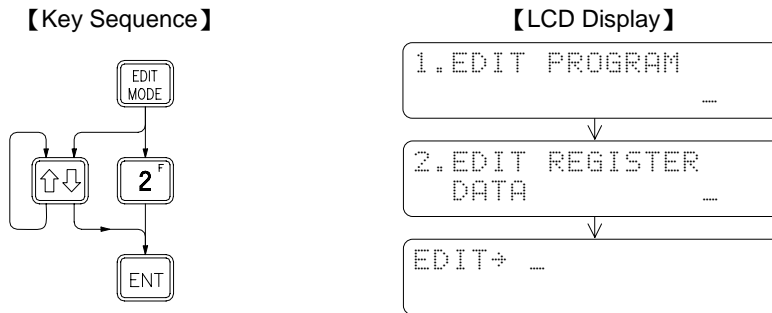 【Key Sequence】
【LCD Display】
EDIT
MODE
2 F
ENT
1.EDIT PROGRAM
2.EDIT REGISTER
DATA
EDIT→ _